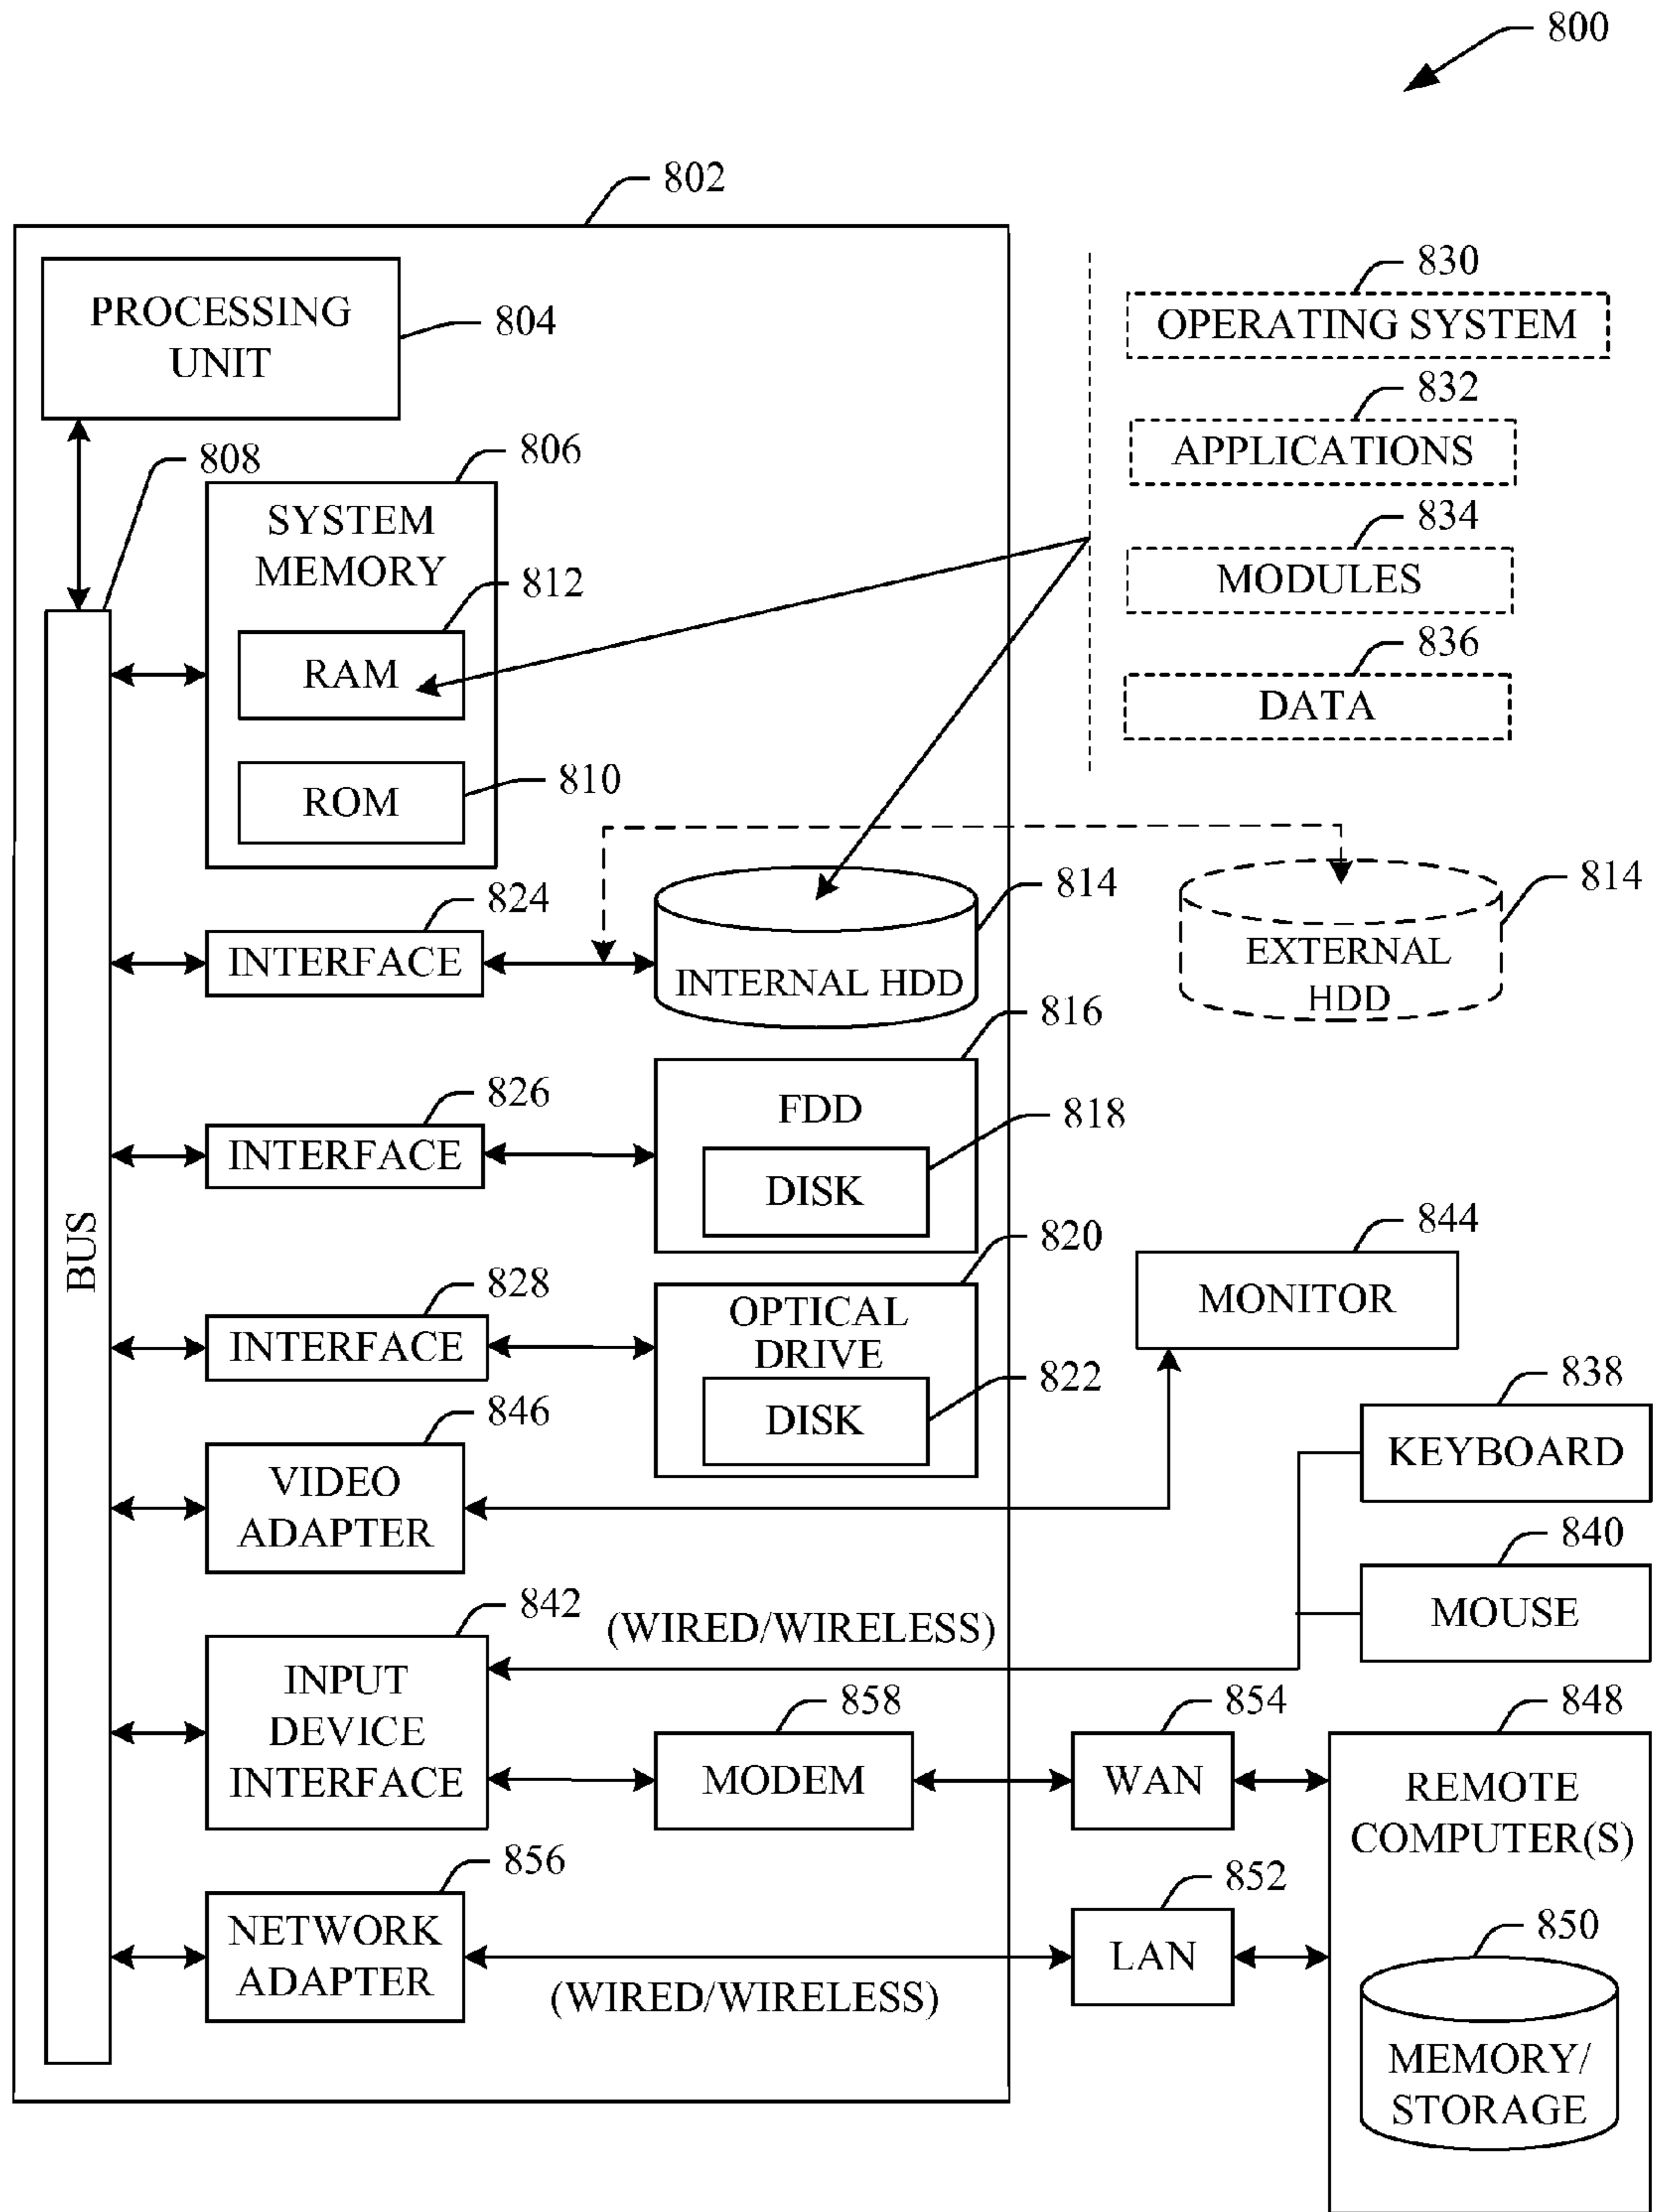 800
802
PROCESSING
UNIT
804
830
OPERATING SYSTEM
832
APPLICATIONS
834
MODULES
836
DATA
808
806
SYSTEM
MEMORY
812
RAM
810
ROM
BUS
824
INTERFACE
814
INTERNAL HDD
814
EXTERNAL
HDD
826
INTERFACE
816
FDD
818
DISK
828
INTERFACE
820
OPTICAL
DRIVE
822
DISK
844
MONITOR
846
VIDEO
ADAPTER
838
KEYBOARD
840
MOUSE
842
(WIRED/WIRELESS)
INPUT
DEVICE
INTERFACE
858
MODEM
854
WAN
848
REMOTE
COMPUTER(S)
856
NETWORK
ADAPTER
(WIRED/WIRELESS)
852
LAN
850
MEMORY/
STORAGE